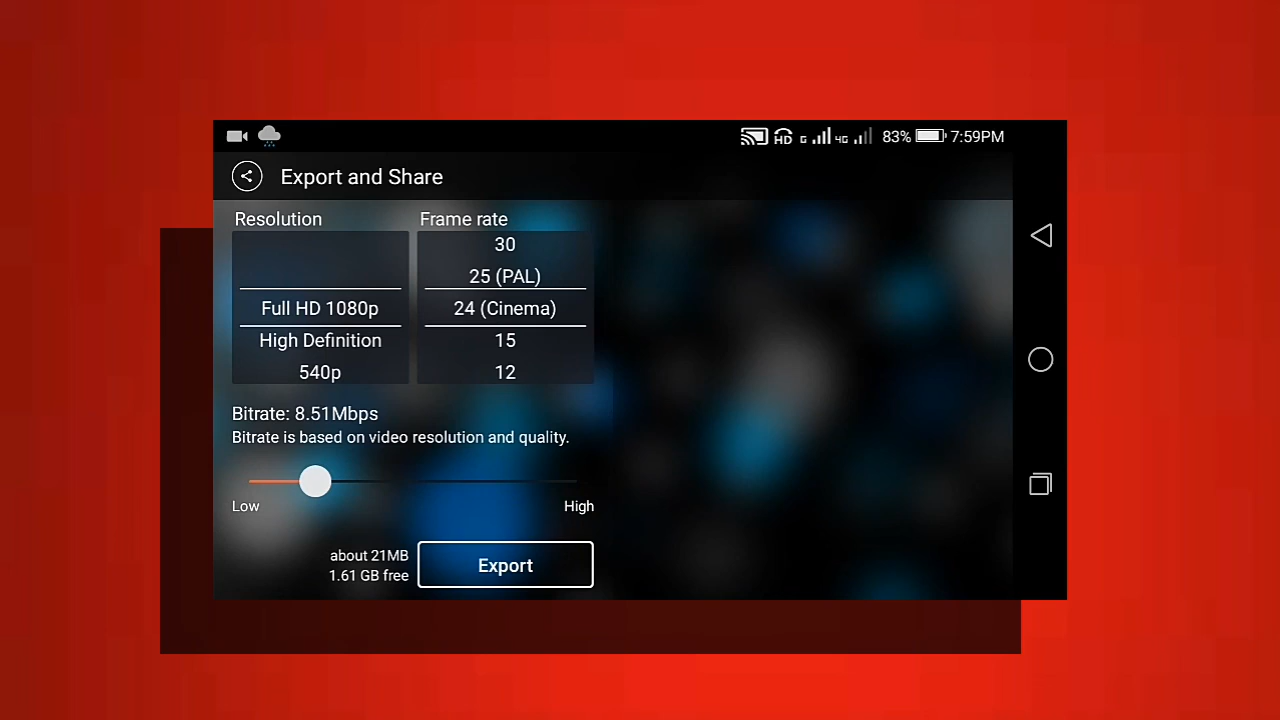 HD G 4G 83% 7:59PM
Export and Share
Resolution
Frame rate
30
25 (PAL)
Full HD 1080p
24 (Cinema)
High Definition
15
540p
12
Bitrate: 8.51Mbps
Bitrate is based on video resolution and quality.
Low
High
about 21MB
1.61 GB free
Export